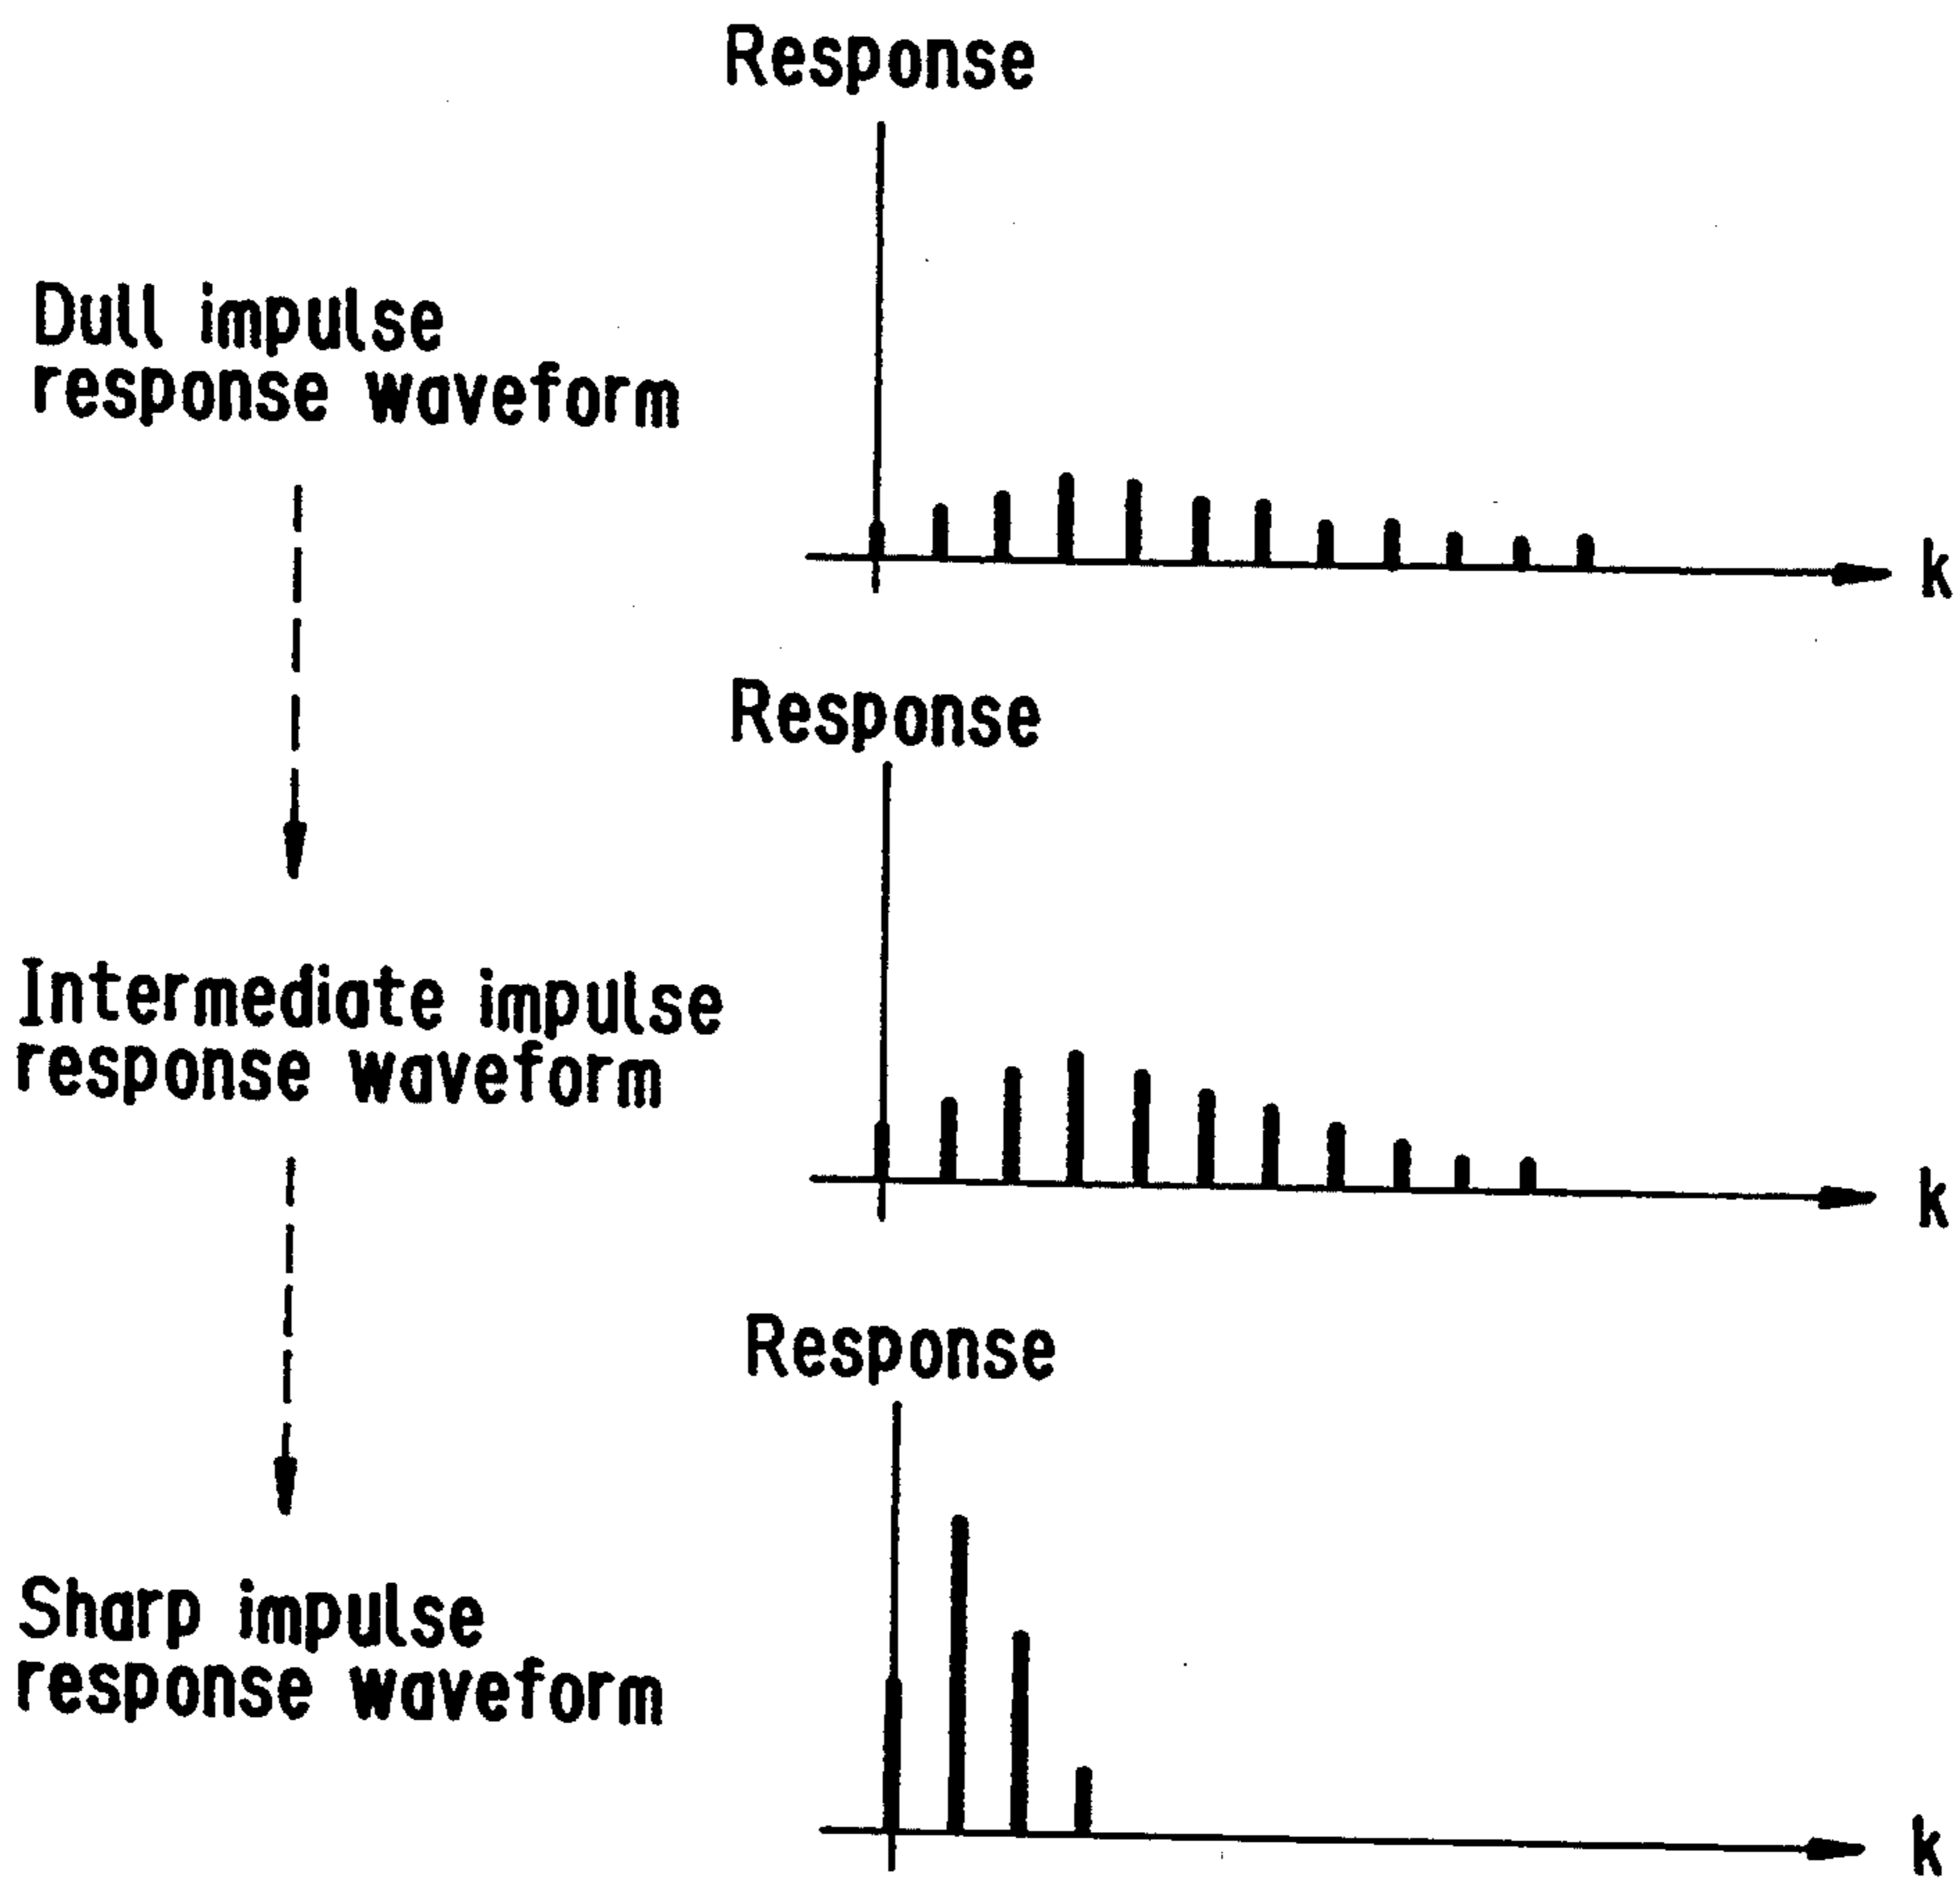 Response
Dull impulse
response waveform
k
Response
Intermediate impulse
response waveform
k
Response
Sharp impulse
response waveform
k